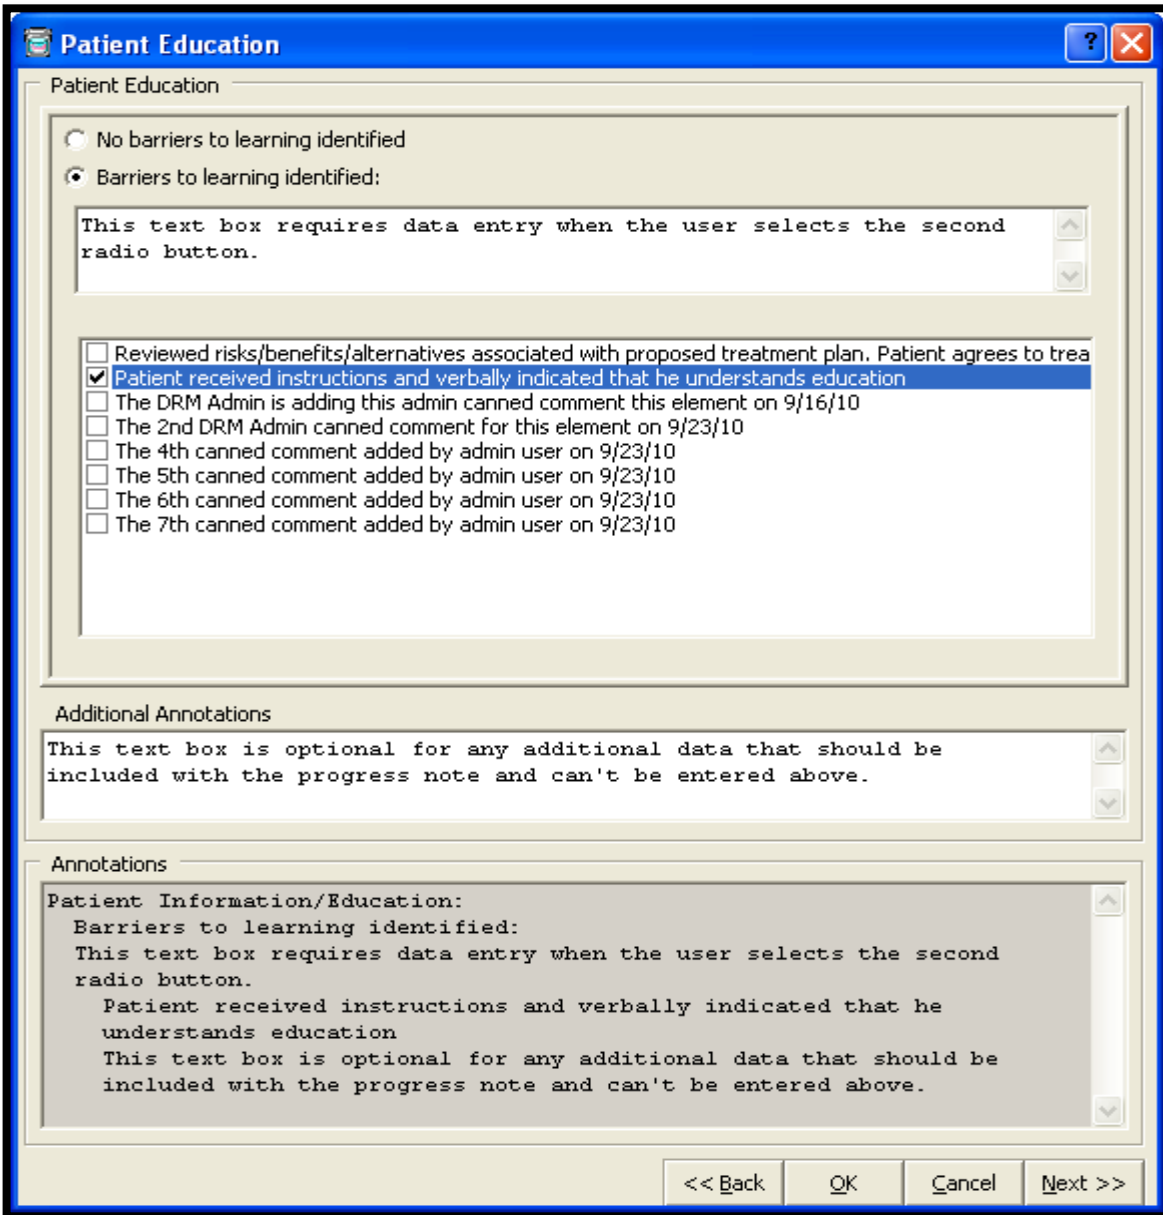 Patient Education
?
Patient Education
No barriers to learning identified
Barriers to learning identified:
This text box requires data entry when the user selects the second
radio button.
Reviewed risks/benefits/alternatives associated with proposed treatment plan. Patient agrees to trea
Patient received instructions and verbally indicated that he understands education
The DRM Admin is adding this admin canned comment this element on 9/16/10
The 2nd DRM Admin canned comment for this element on 9/23/10
The 4th canned comment added by admin user on 9/23/10
The 5th canned comment added by admin user on 9/23/10
The 6th canned comment added by admin user on 9/23/10
The 7th canned comment added by admin user on 9/23/10
Additional Annotations
This text box is optional for any additional data that should be
included with the progress note and can't be entered above.
Annotations
Patient Information/Education:
Barriers to learning identified:
This text box requires data entry when the user selects the second
radio button.
Patient received instructions and verbally indicated that he
understands education
This text box is optional for any additional data that should be
included with the progress note and can't be entered above.
<< Back OK Cancel Next >>